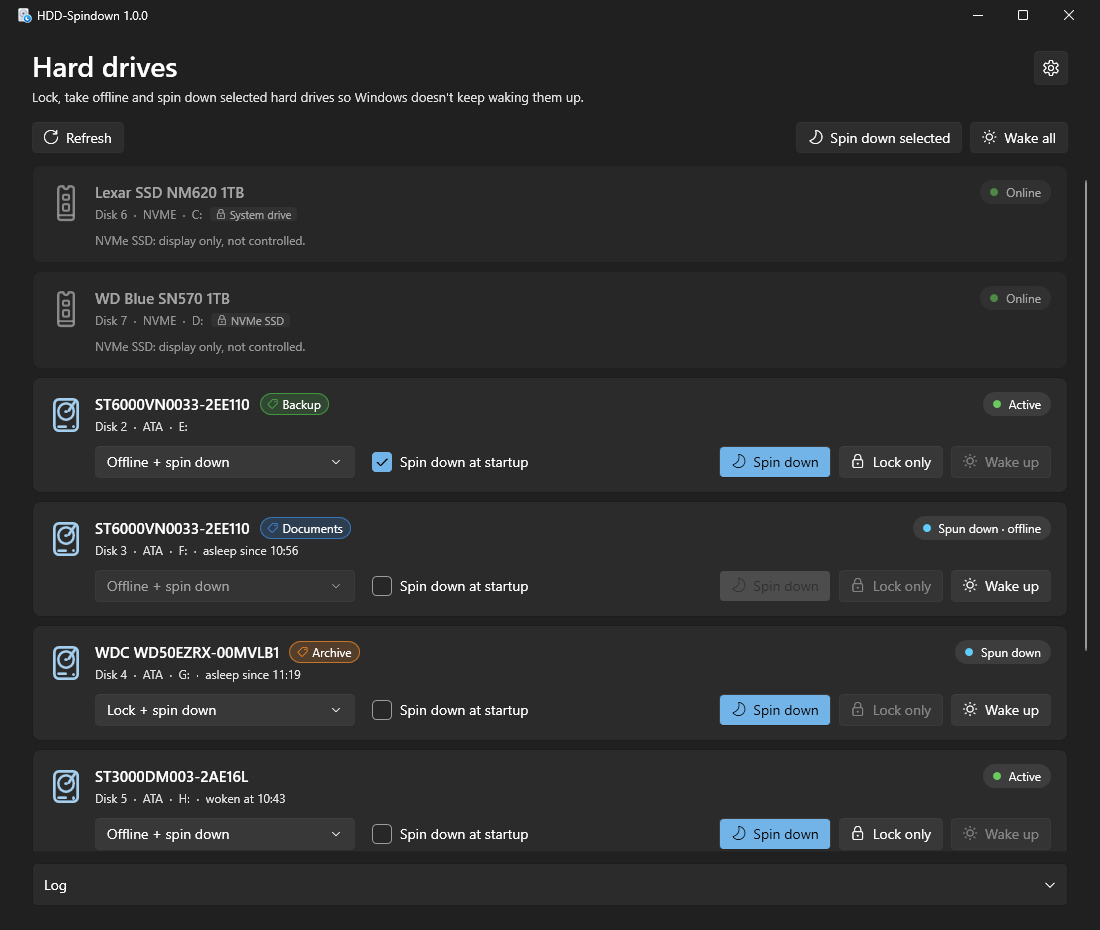 HDD-Spindown 1.0.0
Hard drives
Lock, take offline and spin down selected hard drives so Windows doesn't keep waking them up.
Refresh
Spin down selected
Wake all
Lexar SSD NM620 1TB
Online
Disk 6 · NVME · C: System drive
NVMe SSD: display only, not controlled.
WD Blue SN570 1TB
Online
Disk 7 · NVME · D: NVMe SSD
NVMe SSD: display only, not controlled.
ST6000VN0033-2EE110 Backup
Active
Disk 2 · ATA · E:
Offline + spin down
Spin down at startup
Spin down
Lock only
Wake up
ST6000VN0033-2EE110 Documents
Spun down · offline
Disk 3 · ATA · F: · asleep since 10:56
Offline + spin down
Spin down at startup
Spin down
Lock only
Wake up
WDC WD50EZRX-00MVLB1 Archive
Spun down
Disk 4 · ATA · G: · asleep since 11:19
Lock + spin down
Spin down at startup
Spin down
Lock only
Wake up
ST3000DM003-2AE16L
Active
Disk 5 · ATA · H: · woken at 10:43
Offline + spin down
Spin down at startup
Spin down
Lock only
Wake up
Log